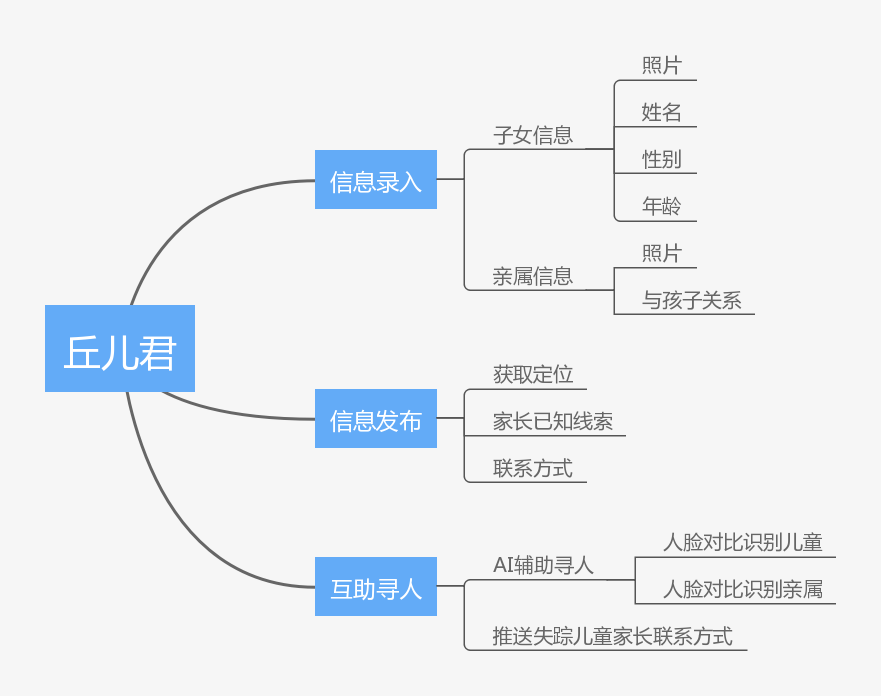 丘儿君
信息录入
子女信息
照片
姓名
性别
年龄
亲属信息
照片
与孩子关系
信息发布
获取定位
家长已知线索
联系方式
互助寻人
AI辅助寻人
人脸对比识别儿童
人脸对比识别亲属
推送失踪儿童家长联系方式